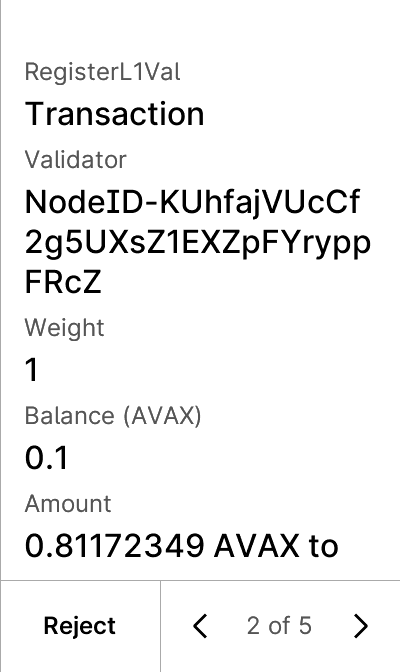 RegisterL1Val
Transaction
Validator
NodeID-KUhfajVUcCf
2g5UXsZ1EXZpFYrypp
FRcZ
Weight
1
Balance (AVAX)
0.1
Amount
0.81172349 AVAX to
Reject
2 of 5